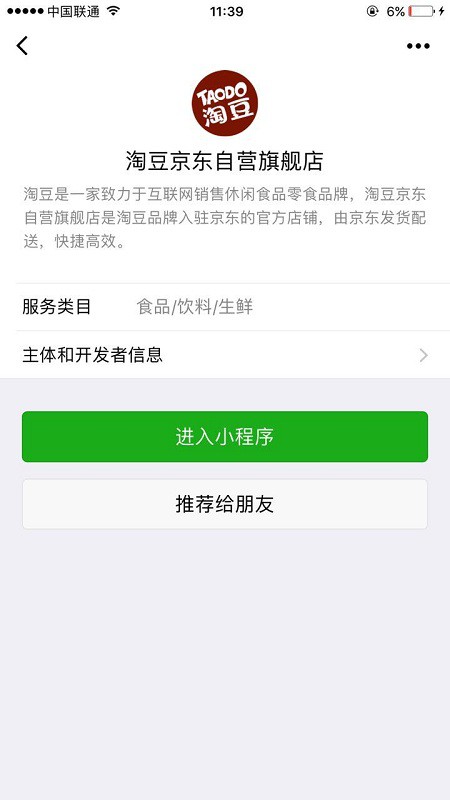 中国联通
11:39
6%
TAODO
淘豆
淘豆京东自营旗舰店
淘豆是一家致力于互联网销售休闲食品零食品牌，淘豆京东
自营旗舰店是淘豆品牌入驻京东的官方店铺，由京东发货配
送，快捷高效。
服务类目 食品/饮料/生鲜
主体和开发者信息
进入小程序
推荐给朋友